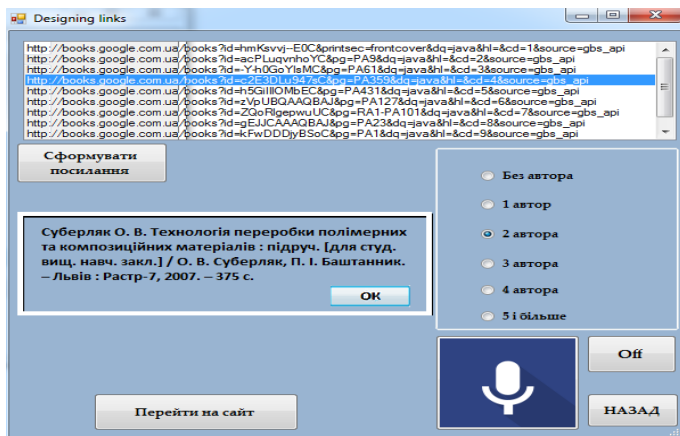 Designing links
http://books.google.com.ua/books?id=hmKsvvj--E0C&printsec=frontcover&dq=java&hl=&cd=1&source=gbs_api
http://books.google.com.ua/books?id=acPLuqvnhoYC&pg=PA9&dq=java&hl=&cd=2&source=gbs_api
http://books.google.com.ua/books?id=-Y-h0GoYlsMC&pg=PA61&dq=java&hl=&cd=3&source=gbs_api
http://books.google.com.ua/books?id=c2E3DLu947sC&pg=PA359&dq=java&hl=&cd=4&source=gbs_api
http://books.google.com.ua/books?id=h5GiIIlOMbEC&pg=PA431&dq=java&hl=&cd=5&source=gbs_api
http://books.google.com.ua/books?id=zVpUBQAAQBAJ&pg=PA127&dq=java&hl=&cd=6&source=gbs_api
http://books.google.com.ua/books?id=ZQoRIgepwuUC&pg=RA1-PA101&dq=java&hl=&cd=7&source=gbs_api
http://books.google.com.ua/books?id=gEJJCAAAQBAJ&pg=PA23&dq=java&hl=&cd=8&source=gbs_api
http://books.google.com.ua/books?id=kFwDDDjyBSoC&pg=PA1&dq=java&hl=&cd=9&source=gbs_api
Сформувати
посилання
Без автора
1 автор
2 автора
3 автора
4 автора
5 і більше
Суберляк О. В. Технологія переробки полімерних
та композиційних матеріалів : підруч. [для студ.
вищ. навч. закл.] / О. В. Суберляк, П. І. Баштанник.
– Львів : Растр-7, 2007. – 375 с.
OK
Off
Перейти на сайт
НАЗАД